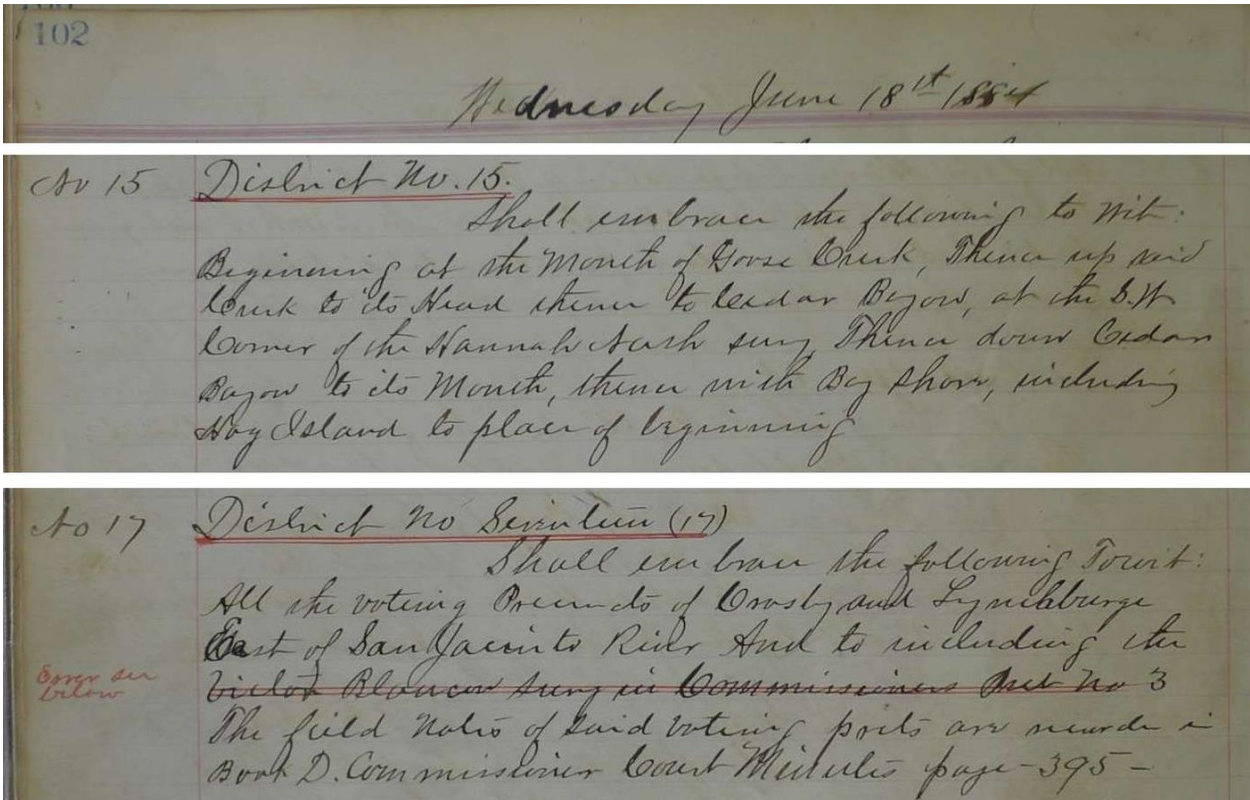 102
Wednesday June 18th 1884
No 15 District No. 15.
Shall embrace the following to Wit:
Beginning at the Mouth of Goose Creek, Thence up said
Creek to its Head thence to Cedar Bayou, at the S.W
Corner of the Hannah Nash surv, Thence down Cedar
Bayou to its Mouth, thence with Bay Shore, including
Hog Island to place of beginning
No 17 District No Seventeen (17)
Shall embrace the following Towit:
All the voting Precincts of Crosby and Lynchburge
East of San Jacinto River And to including the
Error see
below
Victor Blanco survy in Commissioners Prct No 3
The field Notes of said voting prcts are recorded in
Book D. Commissioner Court Minutes page - 395 -